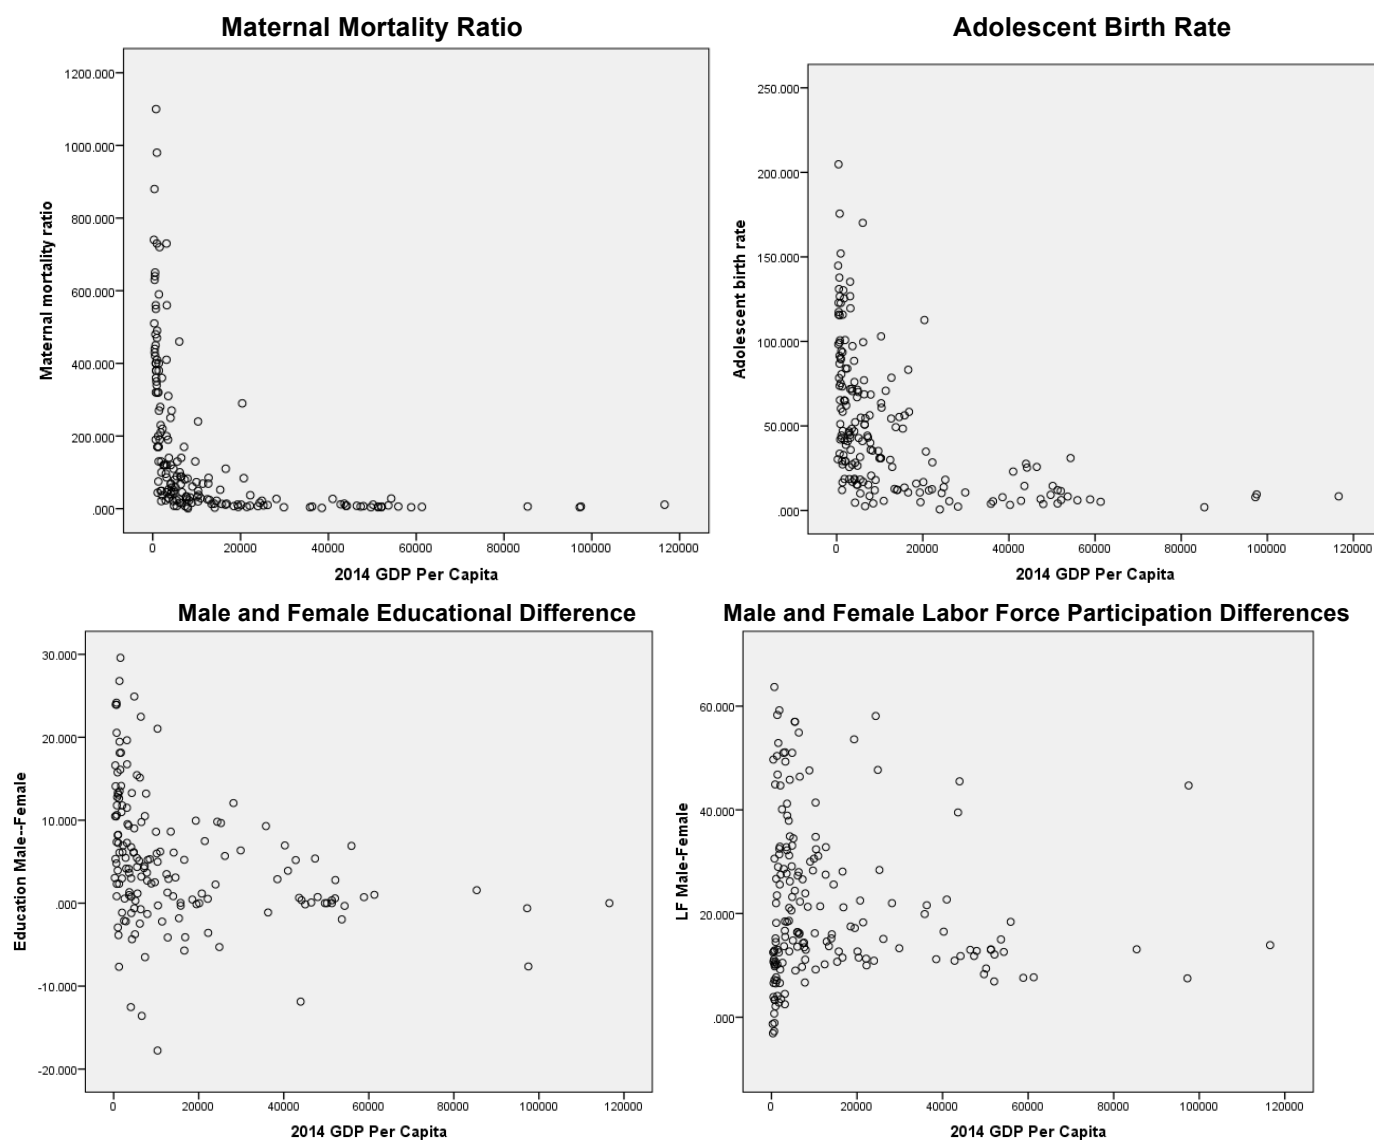 Maternal Mortality Ratio
1200.000
1000.000
800.000
600.000
400.000
200.000
.000
Maternal mortality ratio
0 20000 40000 60000 80000 100000 120000
2014 GDP Per Capita
Adolescent Birth Rate
250.000
200.000
150.000
100.000
50.000
.000
Adolescent birth rate
0 20000 40000 60000 80000 100000 120000
2014 GDP Per Capita
Male and Female Educational Difference
30.000
20.000
10.000
.000
-10.000
-20.000
Education Male--Female
0 20000 40000 60000 80000 100000 120000
2014 GDP Per Capita
Male and Female Labor Force Participation Differences
60.000
40.000
20.000
.000
LF Male-Female
0 20000 40000 60000 80000 100000 120000
2014 GDP Per Capita